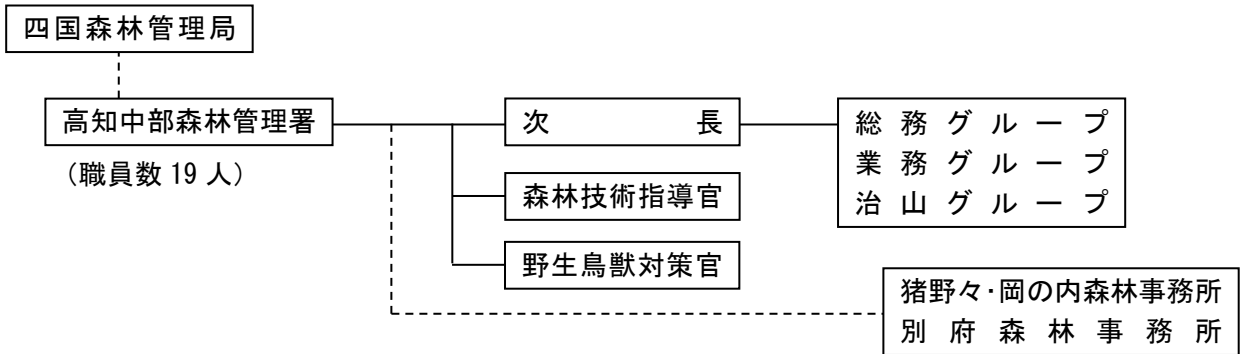 四国森林管理局
高知中部森林管理署
(職員数 19 人)
次長
森林技術指導官
野生鳥獣対策官
総務グループ
業務グループ
治山グループ
猪野々・岡の内森林事務所
別府森林事務所